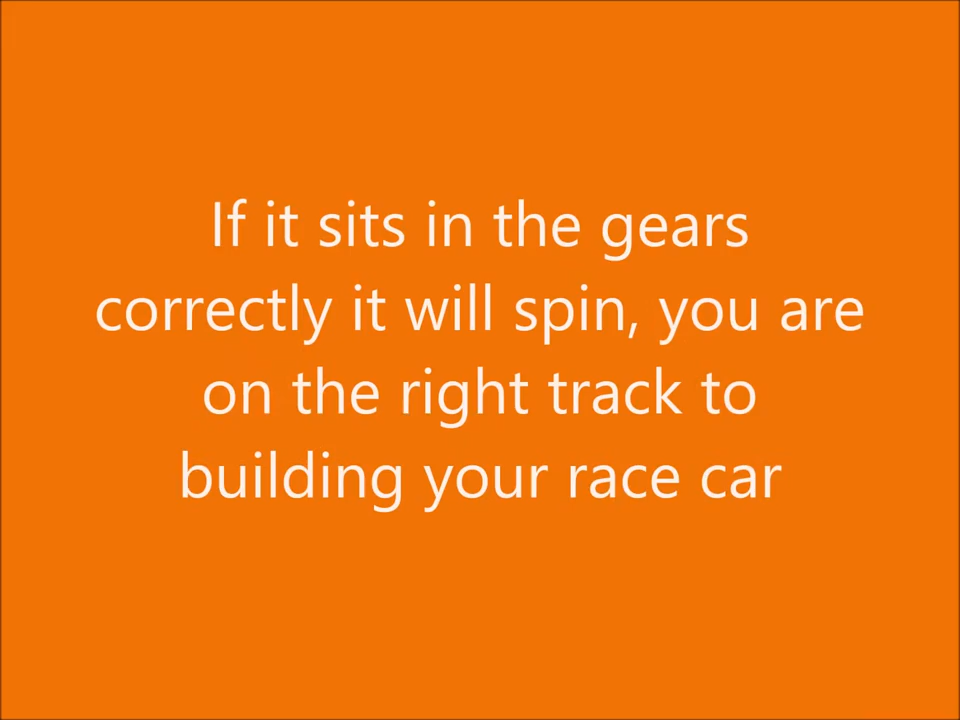 If it sits in the gears
correctly it will spin, you are
on the right track to
building your race car